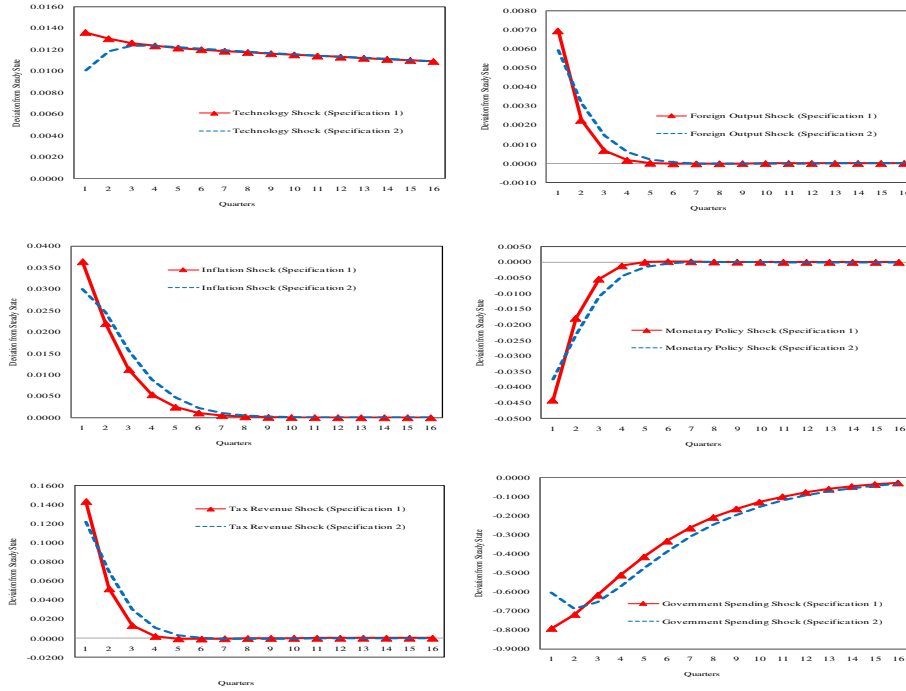 0.0160
0.0140
0.0120
0.0100
0.0080
0.0060
0.0040
0.0020
0.0000
Deviation from Steady State
Technology Shock (Specification 1)
Technology Shock (Specification 2)
1 2 3 4 5 6 7 8 9 10 11 12 13 14 15 16
Quarters
0.0080
0.0070
0.0060
0.0050
0.0040
0.0030
0.0020
0.0010
0.0000
-0.0010
Deviation from Steady State
Foreign Output Shock (Specification 1)
Foreign Output Shock (Specification 2)
1 2 3 4 5 6 7 8 9 10 11 12 13 14 15 16
Quarters
0.0400
0.0350
0.0300
0.0250
0.0200
0.0150
0.0100
0.0050
0.0000
Deviation from Steady State
Inflation Shock (Specification 1)
Inflation Shock (Specification 2)
1 2 3 4 5 6 7 8 9 10 11 12 13 14 15 16
Quarters
0.0050
0.0000
-0.0050
-0.0100
-0.0150
-0.0200
-0.0250
-0.0300
-0.0350
-0.0400
-0.0450
-0.0500
Deviation from Steady State
Monetary Policy Shock (Specification 1)
Monetary Policy Shock (Specification 2)
1 2 3 4 5 6 7 8 9 10 11 12 13 14 15 16
Quarters
0.1600
0.1400
0.1200
0.1000
0.0800
0.0600
0.0400
0.0200
0.0000
-0.0200
Deviation from Steady State
Tax Revenue Shock (Specification 1)
Tax Revenue Shock (Specification 2)
1 2 3 4 5 6 7 8 9 10 11 12 13 14 15 16
Quarters
0.0000
-0.1000
-0.2000
-0.3000
-0.4000
-0.5000
-0.6000
-0.7000
-0.8000
-0.9000
Deviation from Steady State
Government Spending Shock (Specification 1)
Government Spending Shock (Specification 2)
1 2 3 4 5 6 7 8 9 10 11 12 13 14 15 16
Quarters